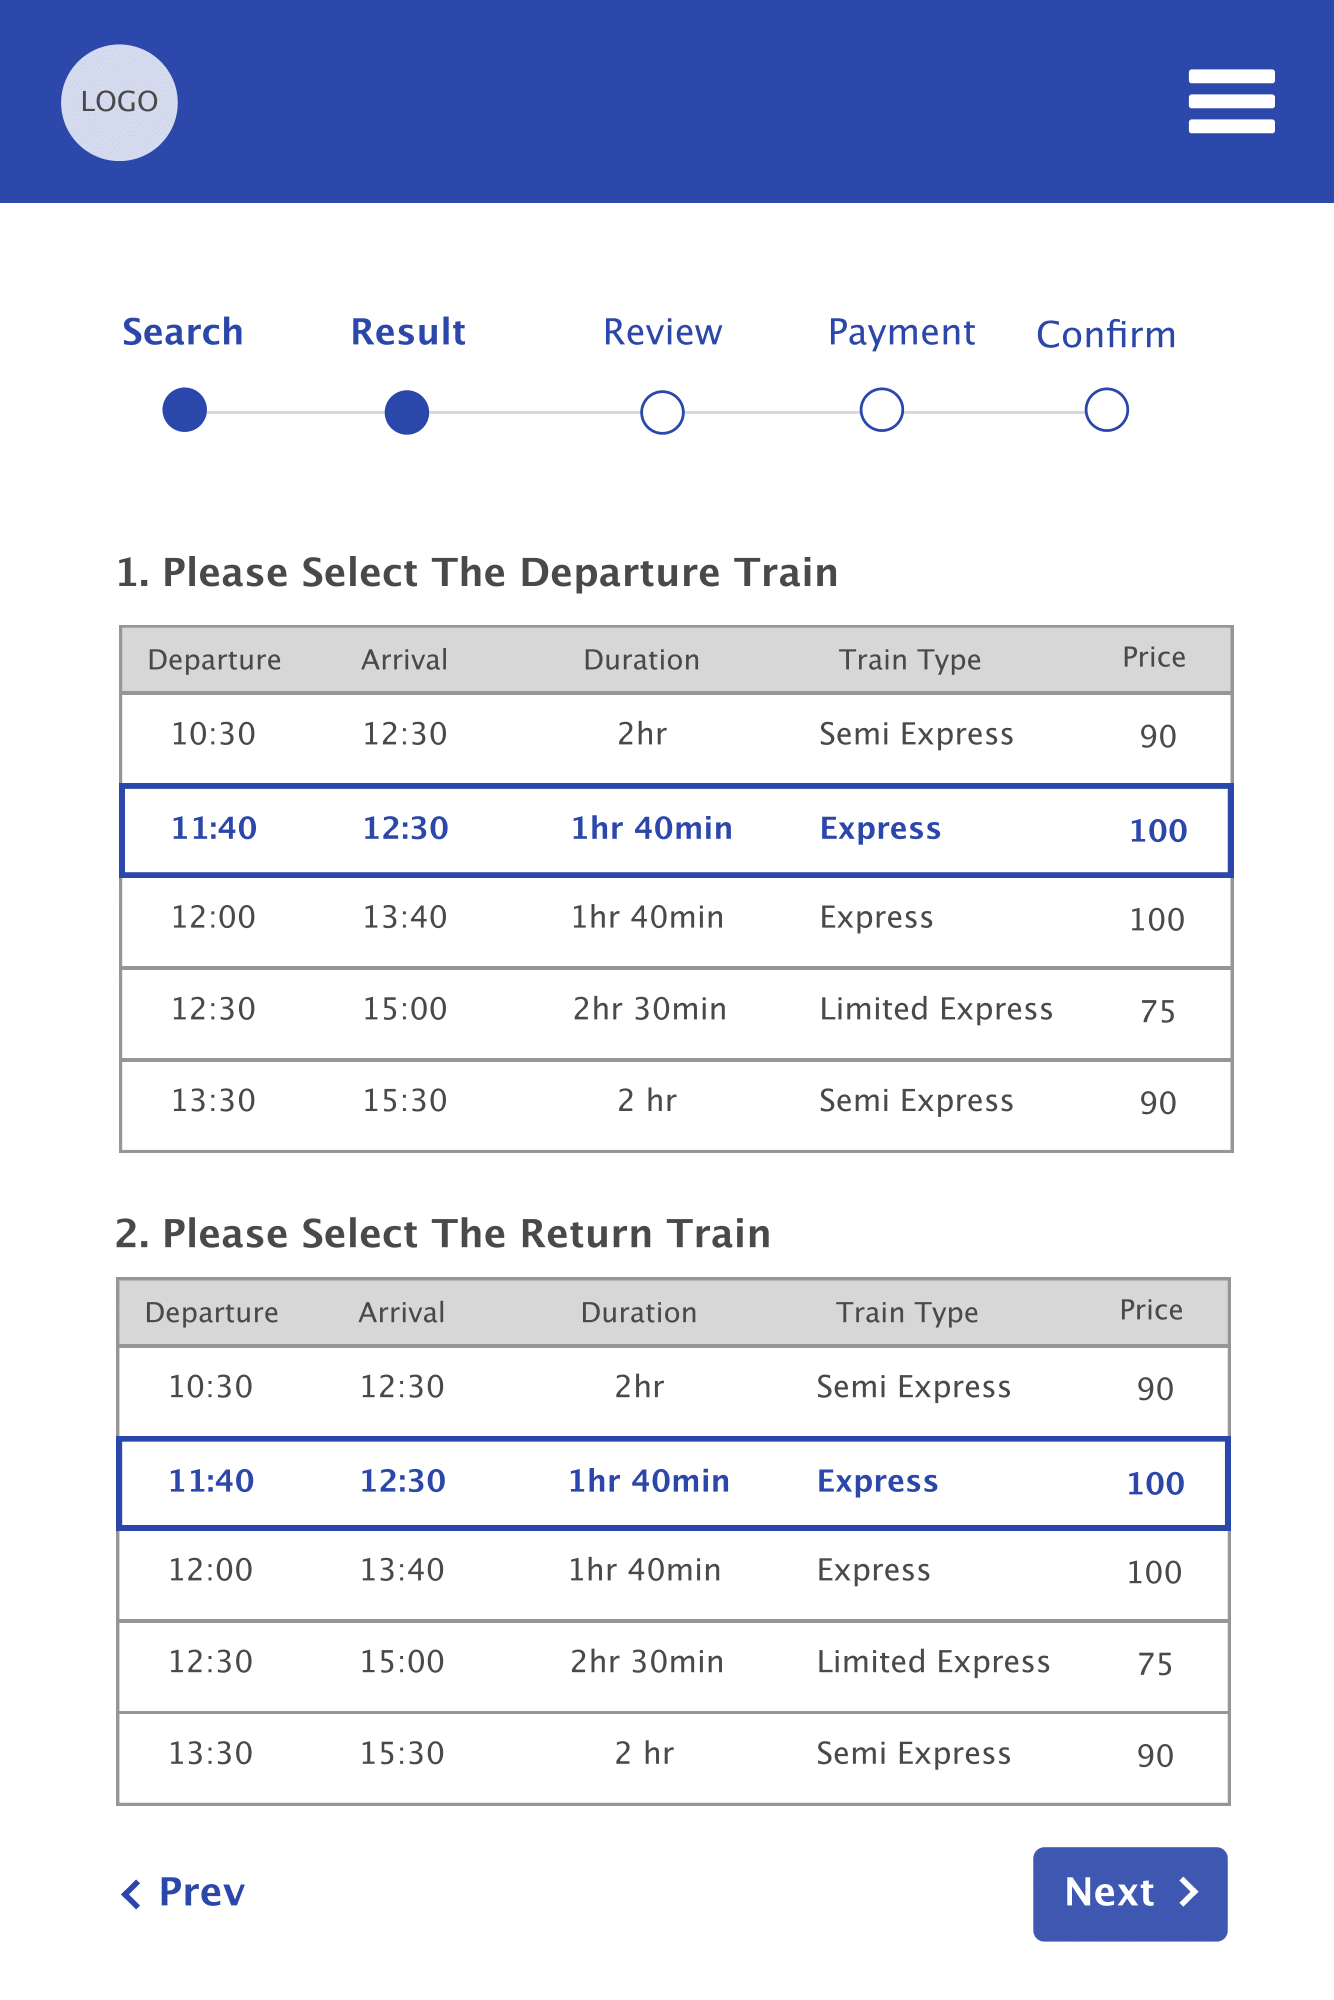 LOGO
Search Result Review Payment Confirm
1. Please Select The Departure Train
Departure Arrival Duration Train Type Price
10:30 12:30 2hr Semi Express 90
11:40 12:30 1hr 40min Express 100
12:00 13:40 1hr 40min Express 100
12:30 15:00 2hr 30min Limited Express 75
13:30 15:30 2 hr Semi Express 90
2. Please Select The Return Train
Departure Arrival Duration Train Type Price
10:30 12:30 2hr Semi Express 90
11:40 12:30 1hr 40min Express 100
12:00 13:40 1hr 40min Express 100
12:30 15:00 2hr 30min Limited Express 75
13:30 15:30 2 hr Semi Express 90
Prev Next